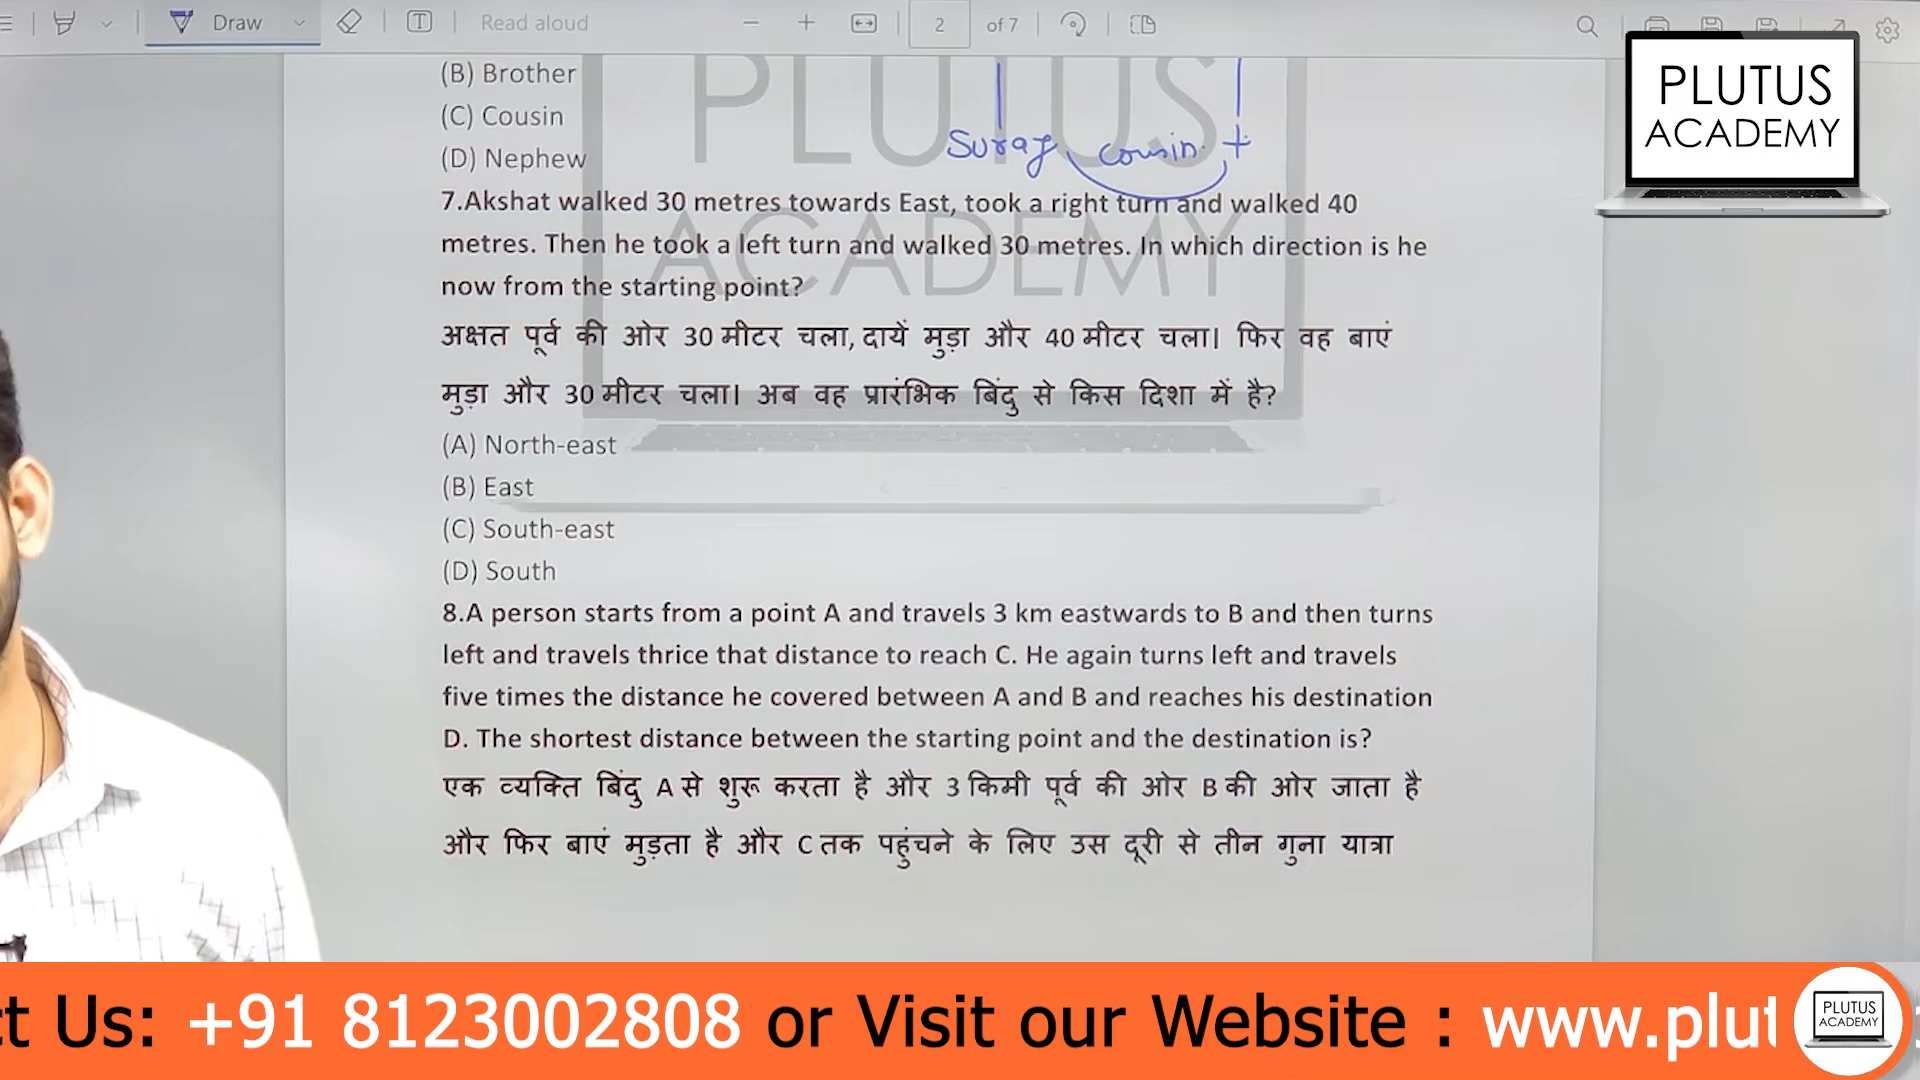 Draw
Read aloud
2 of 7
PLUTUS
ACADEMY
(B) Brother
(C) Cousin
(D) Nephew
Suraj cousin +
PLUTUS
ACADEMY
7.Akshat walked 30 metres towards East, took a right turn and walked 40
metres. Then he took a left turn and walked 30 metres. In which direction is he
now from the starting point?
अक्षत पूर्व की ओर 30 मीटर चला, दायें मुड़ा और 40 मीटर चला। फिर वह बाएं
मुड़ा और 30 मीटर चला। अब वह प्रारंभिक बिंदु से किस दिशा में है?
(A) North-east
(B) East
(C) South-east
(D) South
8.A person starts from a point A and travels 3 km eastwards to B and then turns
left and travels thrice that distance to reach C. He again turns left and travels
five times the distance he covered between A and B and reaches his destination
D. The shortest distance between the starting point and the destination is?
एक व्यक्ति बिंदु A से शुरू करता है और 3 किमी पूर्व की ओर B की ओर जाता है
और फिर बाएं मुड़ता है और C तक पहुंचने के लिए उस दूरी से तीन गुना यात्रा
ct Us: +91 8123002808 or Visit our Website : www.plut
PLUTUS
ACADEMY